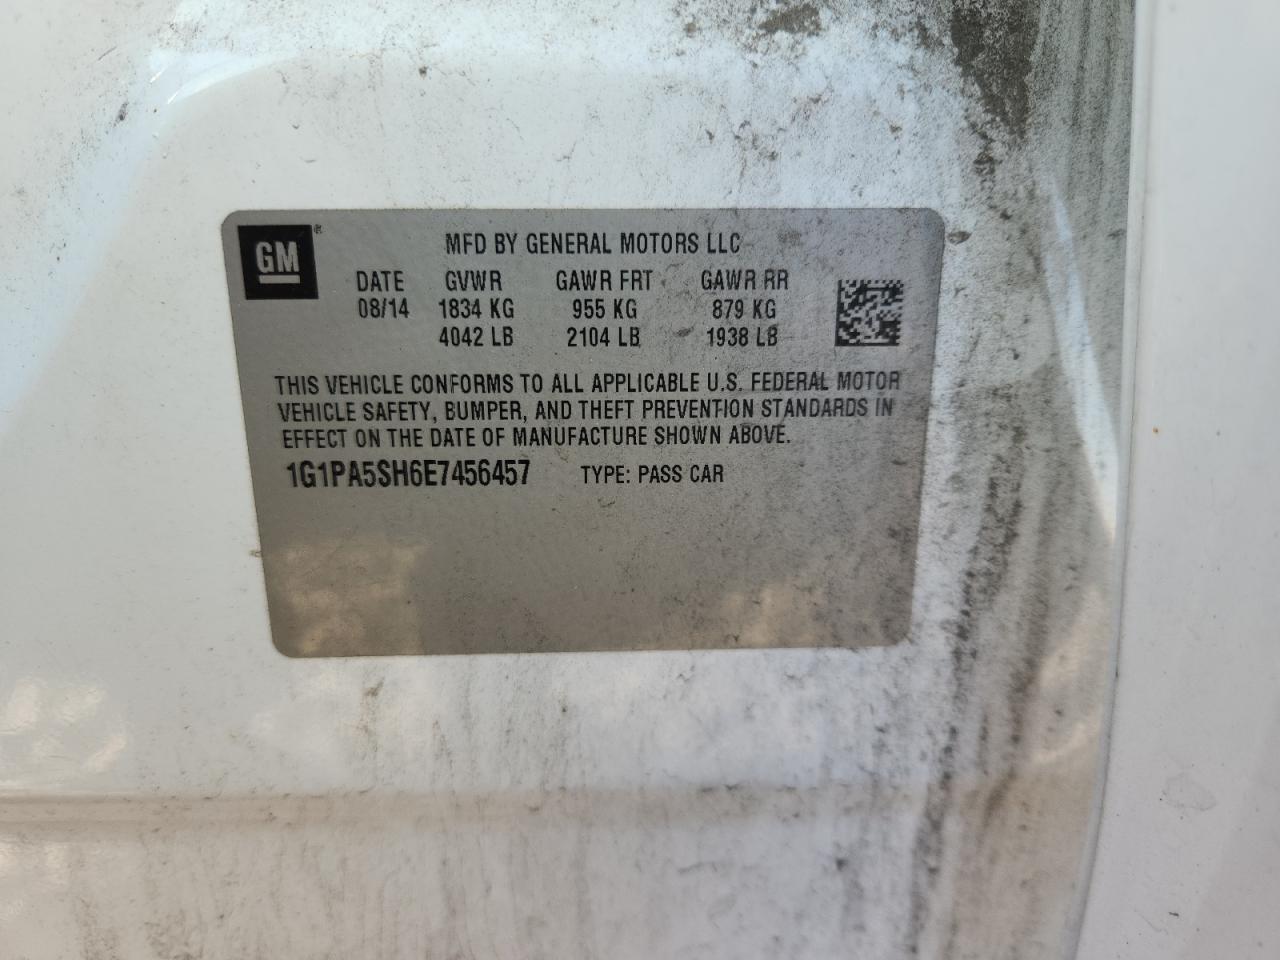 GM®
MFD BY GENERAL MOTORS LLC
DATE GVWR GAWR FRT GAWR RR
08/14 1834 KG 955 KG 879 KG
4042 LB 2104 LB 1938 LB
THIS VEHICLE CONFORMS TO ALL APPLICABLE U.S. FEDERAL MOTOR
VEHICLE SAFETY, BUMPER, AND THEFT PREVENTION STANDARDS IN
EFFECT ON THE DATE OF MANUFACTURE SHOWN ABOVE.
1G1PA5SH6E7456457 TYPE: PASS CAR